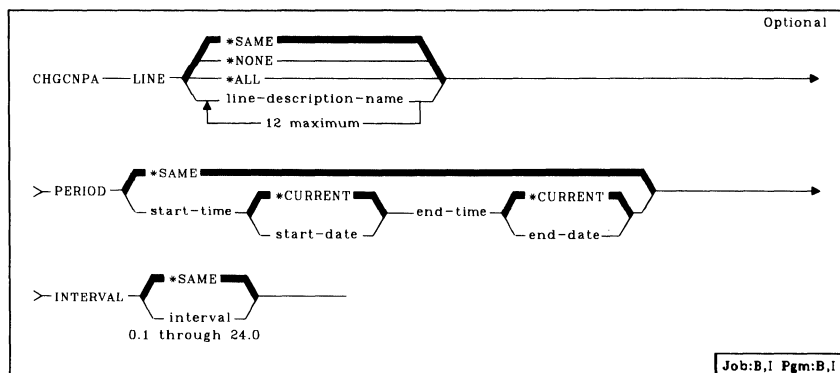 Optional
*SAME
*NONE
CHGCNPA LINE *ALL
line-description-name
12 maximum
PERIOD *SAME
start-time *CURRENT end-time *CURRENT
start-date end-date
INTERVAL *SAME
interval
0.1 through 24.0
Job:B,I Pgm:B,I